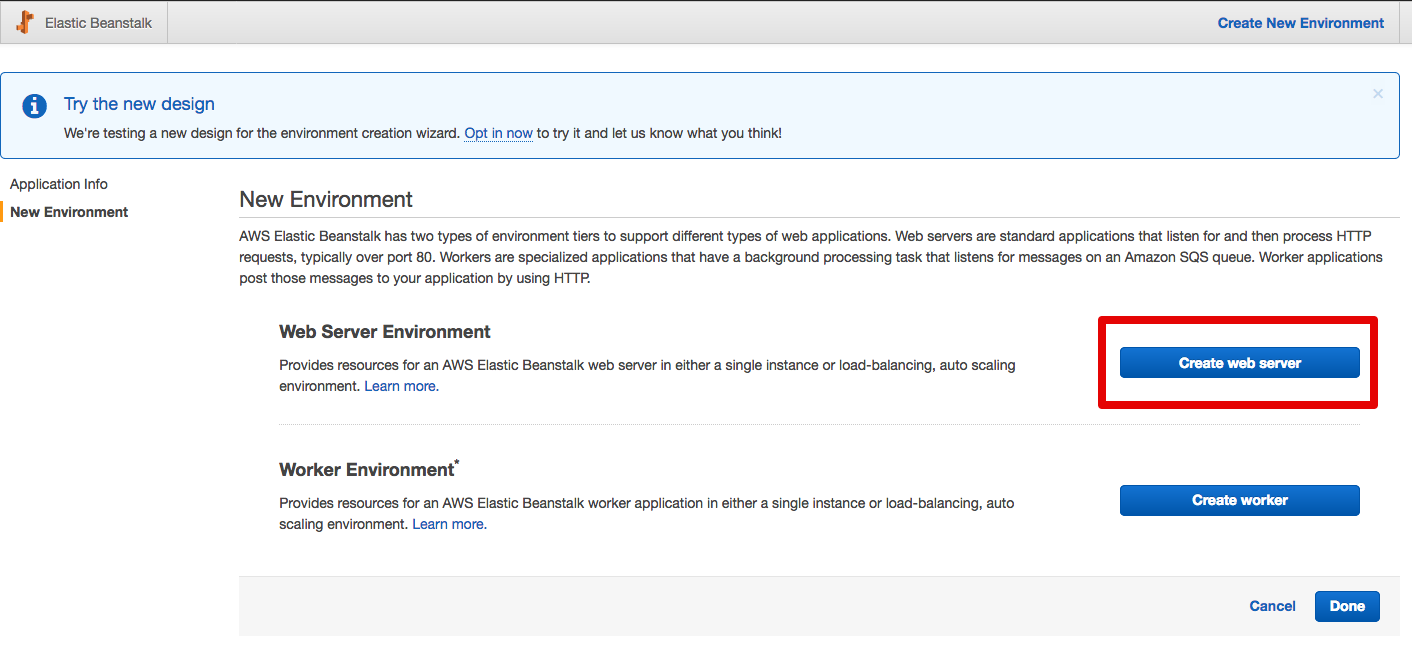 Elastic Beanstalk
Create New Environment
Try the new design
×
We're testing a new design for the environment creation wizard. Opt in now to try it and let us know what you think!
Application Info
New Environment
New Environment
AWS Elastic Beanstalk has two types of environment tiers to support different types of web applications. Web servers are standard applications that listen for and then process HTTP
requests, typically over port 80. Workers are specialized applications that have a background processing task that listens for messages on an Amazon SQS queue. Worker applications
post those messages to your application by using HTTP.
Web Server Environment
Provides resources for an AWS Elastic Beanstalk web server in either a single instance or load-balancing, auto scaling
environment. Learn more.
Create web server
Worker Environment*
Provides resources for an AWS Elastic Beanstalk worker application in either a single instance or load-balancing, auto
scaling environment. Learn more.
Create worker
Cancel
Done